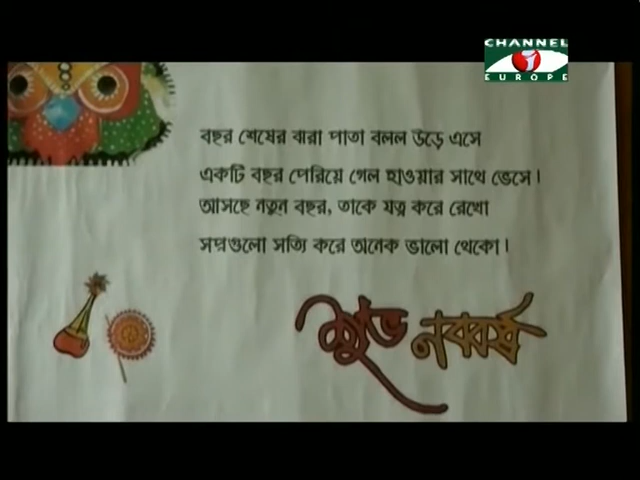 CHANNEL
i
EUROPE
বছর শেষের ঝরা পাতা বলল উড়ে এসে
একটি বছর পেরিয়ে গেল হাওয়ার সাথে ভেসে।
আসছে নতুন বছর, তাকে যত্ন করে রেখো
সপ্নগুলো সত্যি করে অনেক ভালো থেকো।
শুভ নববর্ষ